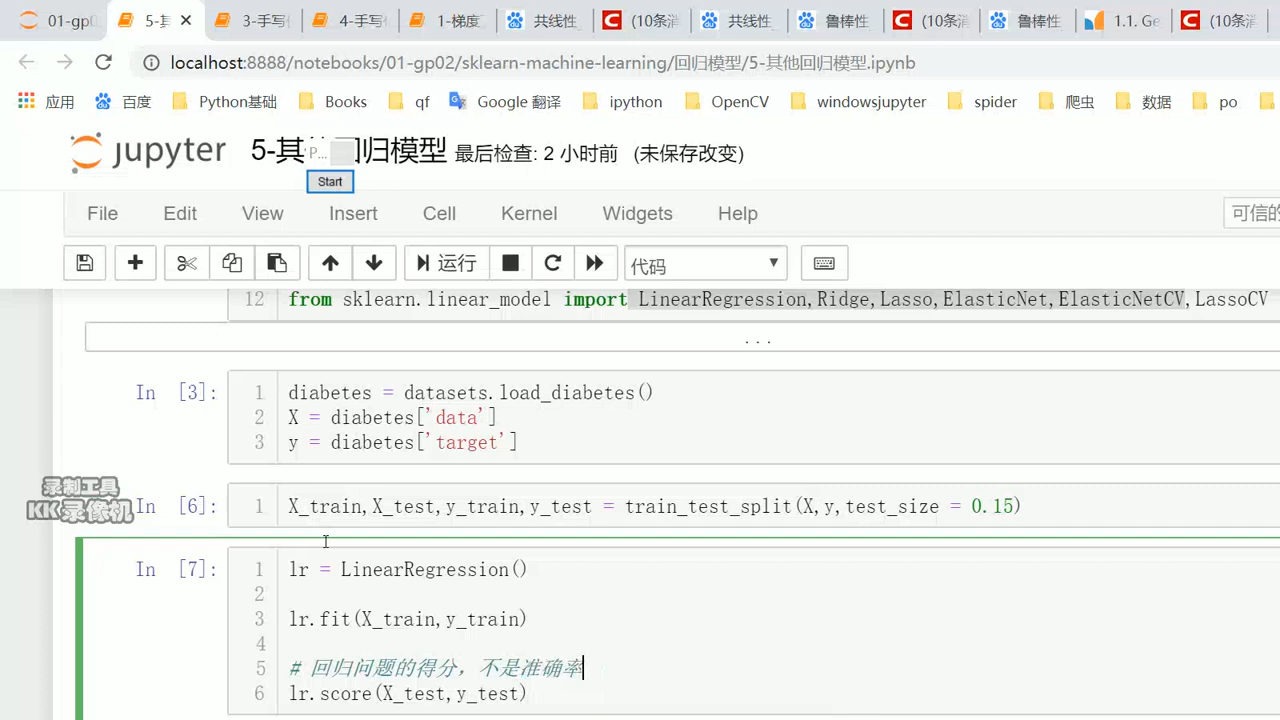 01-gp
5-其
3-手写
4-手写
1-梯度
共线性
(10条消
共线性
鲁棒性
(10条消
鲁棒性
1.1. Ge
(10条消
localhost:8888/notebooks/01-gp02/sklearn-machine-learning/回归模型/5-其他回归模型.ipynb
应用 百度 Python基础 Books qf Google 翻译 ipython OpenCV windowsjupyter spider 爬虫 数据 po
jupyter 5-其 回归模型 最后检查: 2 小时前 (未保存改变)
P...
Start
File Edit View Insert Cell Kernel Widgets Help 可信的
运行 代码
12 from sklearn.linear_model import LinearRegression,Ridge,Lasso,ElasticNet,ElasticNetCV,LassoCV
...
In [3]: 1 diabetes = datasets.load_diabetes()
2 X = diabetes['data']
3 y = diabetes['target']
录制工具
KK 录像机
In [6]: 1 X_train,X_test,y_train,y_test = train_test_split(X,y,test_size = 0.15)
In [7]: 1 lr = LinearRegression()
2
3 lr.fit(X_train,y_train)
4
5 # 回归问题的得分，不是准确率
6 lr.score(X_test,y_test)